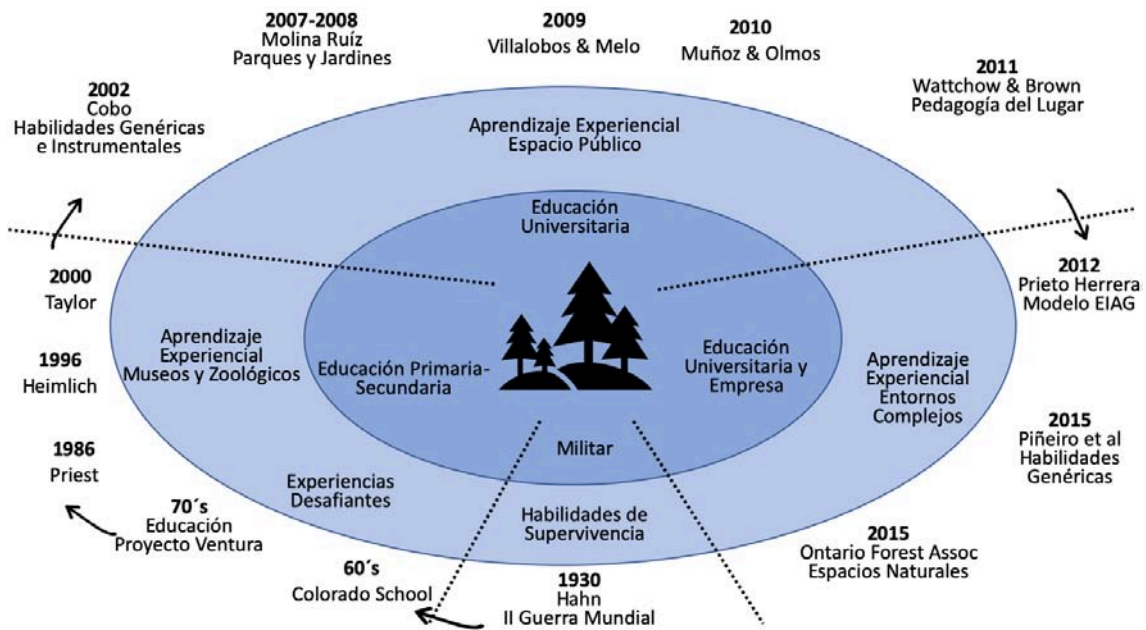 2007-2008
Molina Ruíz
Parques y Jardines
2009
Villalobos & Melo
2010
Muñoz & Olmos
2011
Wattchow & Brown
Pedagogía del Lugar
2002
Cobo
Habilidades Genéricas
e Instrumentales
Aprendizaje Experiencial
Espacio Público
Educación
Universitaria
2000
Taylor
2012
Prieto Herrera
Modelo EIAG
1996
Heimlich
Aprendizaje
Experiencial
Museos y Zoológicos
Educación Primaria-
Secundaria
Educación
Universitaria y
Empresa
Aprendizaje
Experiencial
Entornos
Complejos
2015
Piñeiro et al
Habilidades
Genéricas
1986
Priest
Militar
Experiencias
Desafiantes
Habilidades de
Supervivencia
70´s
Educación
Proyecto Ventura
2015
Ontario Forest Assoc
Espacios Naturales
60´s
Colorado School
1930
Hahn
II Guerra Mundial